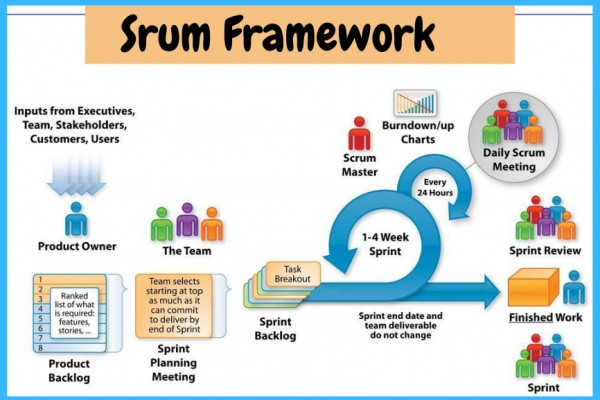 Srum Framework
Inputs from Executives,
Team, Stakeholders,
Customers, Users
Product Owner
The Team
Scrum
Master
Burndown/up
Charts
Daily Scrum
Meeting
Every
24 Hours
1-4 Week
Sprint
1
2
3
4
5
6
7
8
Ranked
list of what
is required:
features,
stories, ...
Product
Backlog
Team selects
starting at top
as much as it
can commit
to deliver by
end of Sprint
Sprint
Planning
Meeting
Task
Breakout
Sprint
Backlog
Sprint end date and
team deliverable
do not change
Sprint Review
Finished Work
Sprint